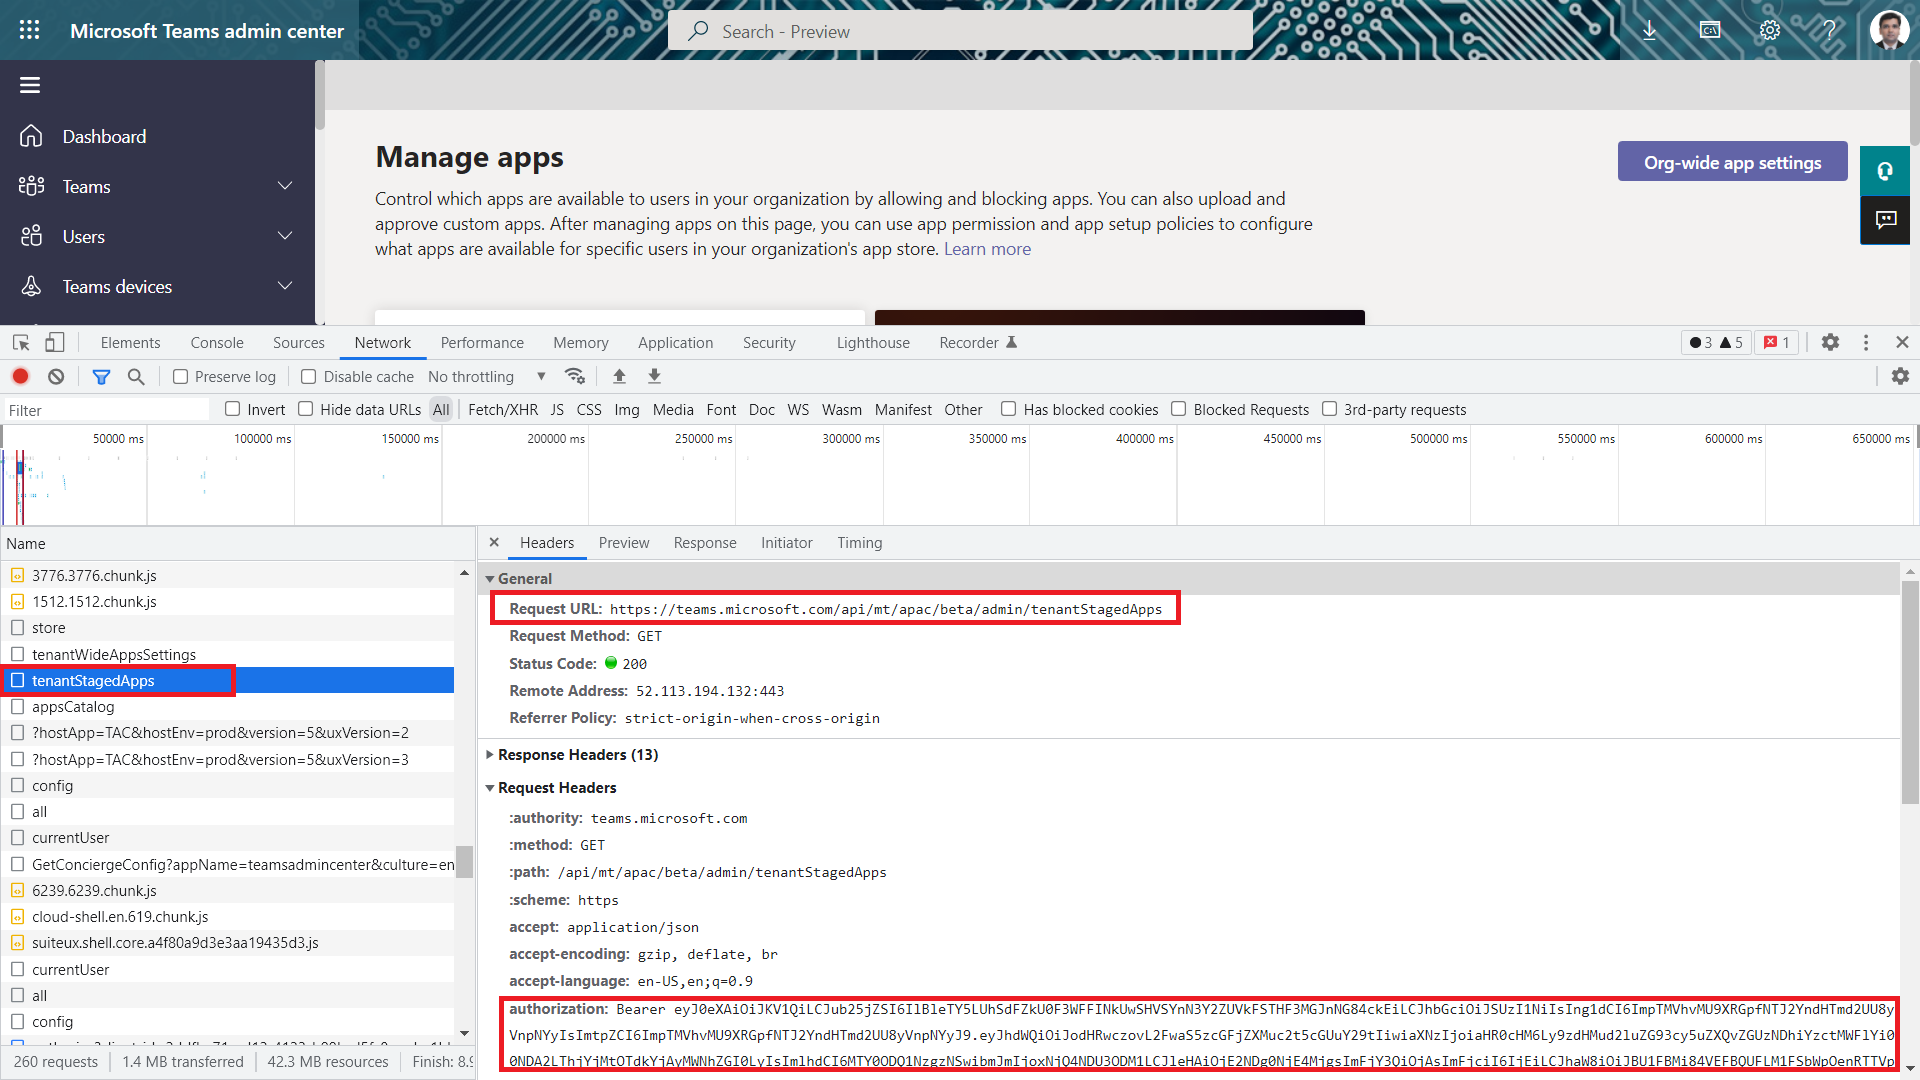 Microsoft Teams admin center
Search - Preview
Dashboard
Teams
Users
Teams devices
Manage apps
Org-wide app settings
Control which apps are available to users in your organization by allowing and blocking apps. You can also upload and
approve custom apps. After managing apps on this page, you can use app permission and app setup policies to configure
what apps are available for specific users in your organization's app store. Learn more
Elements Console Sources Network Performance Memory Application Security Lighthouse Recorder 3 5 1
Preserve log Disable cache No throttling
Filter Invert Hide data URLs All Fetch/XHR JS CSS Img Media Font Doc WS Wasm Manifest Other Has blocked cookies Blocked Requests 3rd-party requests
50000 ms 100000 ms 150000 ms 200000 ms 250000 ms 300000 ms 350000 ms 400000 ms 450000 ms 500000 ms 550000 ms 600000 ms 650000 ms
Name
3776.3776.chunk.js
1512.1512.chunk.js
store
tenantWideAppsSettings
tenantStagedApps
appsCatalog
?hostApp=TAC&hostEnv=prod&version=5&uxVersion=2
?hostApp=TAC&hostEnv=prod&version=5&uxVersion=3
config
all
currentUser
GetConciergeConfig?appName=teamsadmincenter&culture=en
6239.6239.chunk.js
cloud-shell.en.619.chunk.js
suiteux.shell.core.a4f80a9d3e3aa19435d3.js
currentUser
all
config
260 requests 1.4 MB transferred 42.3 MB resources Finish: 8.9
Headers Preview Response Initiator Timing
General
Request URL: https://teams.microsoft.com/api/mt/apac/beta/admin/tenantStagedApps
Request Method: GET
Status Code: 200
Remote Address: 52.113.194.132:443
Referrer Policy: strict-origin-when-cross-origin
Response Headers (13)
Request Headers
:authority: teams.microsoft.com
:method: GET
:path: /api/mt/apac/beta/admin/tenantStagedApps
:scheme: https
accept: application/json
accept-encoding: gzip, deflate, br
accept-language: en-US,en;q=0.9
authorization: Bearer